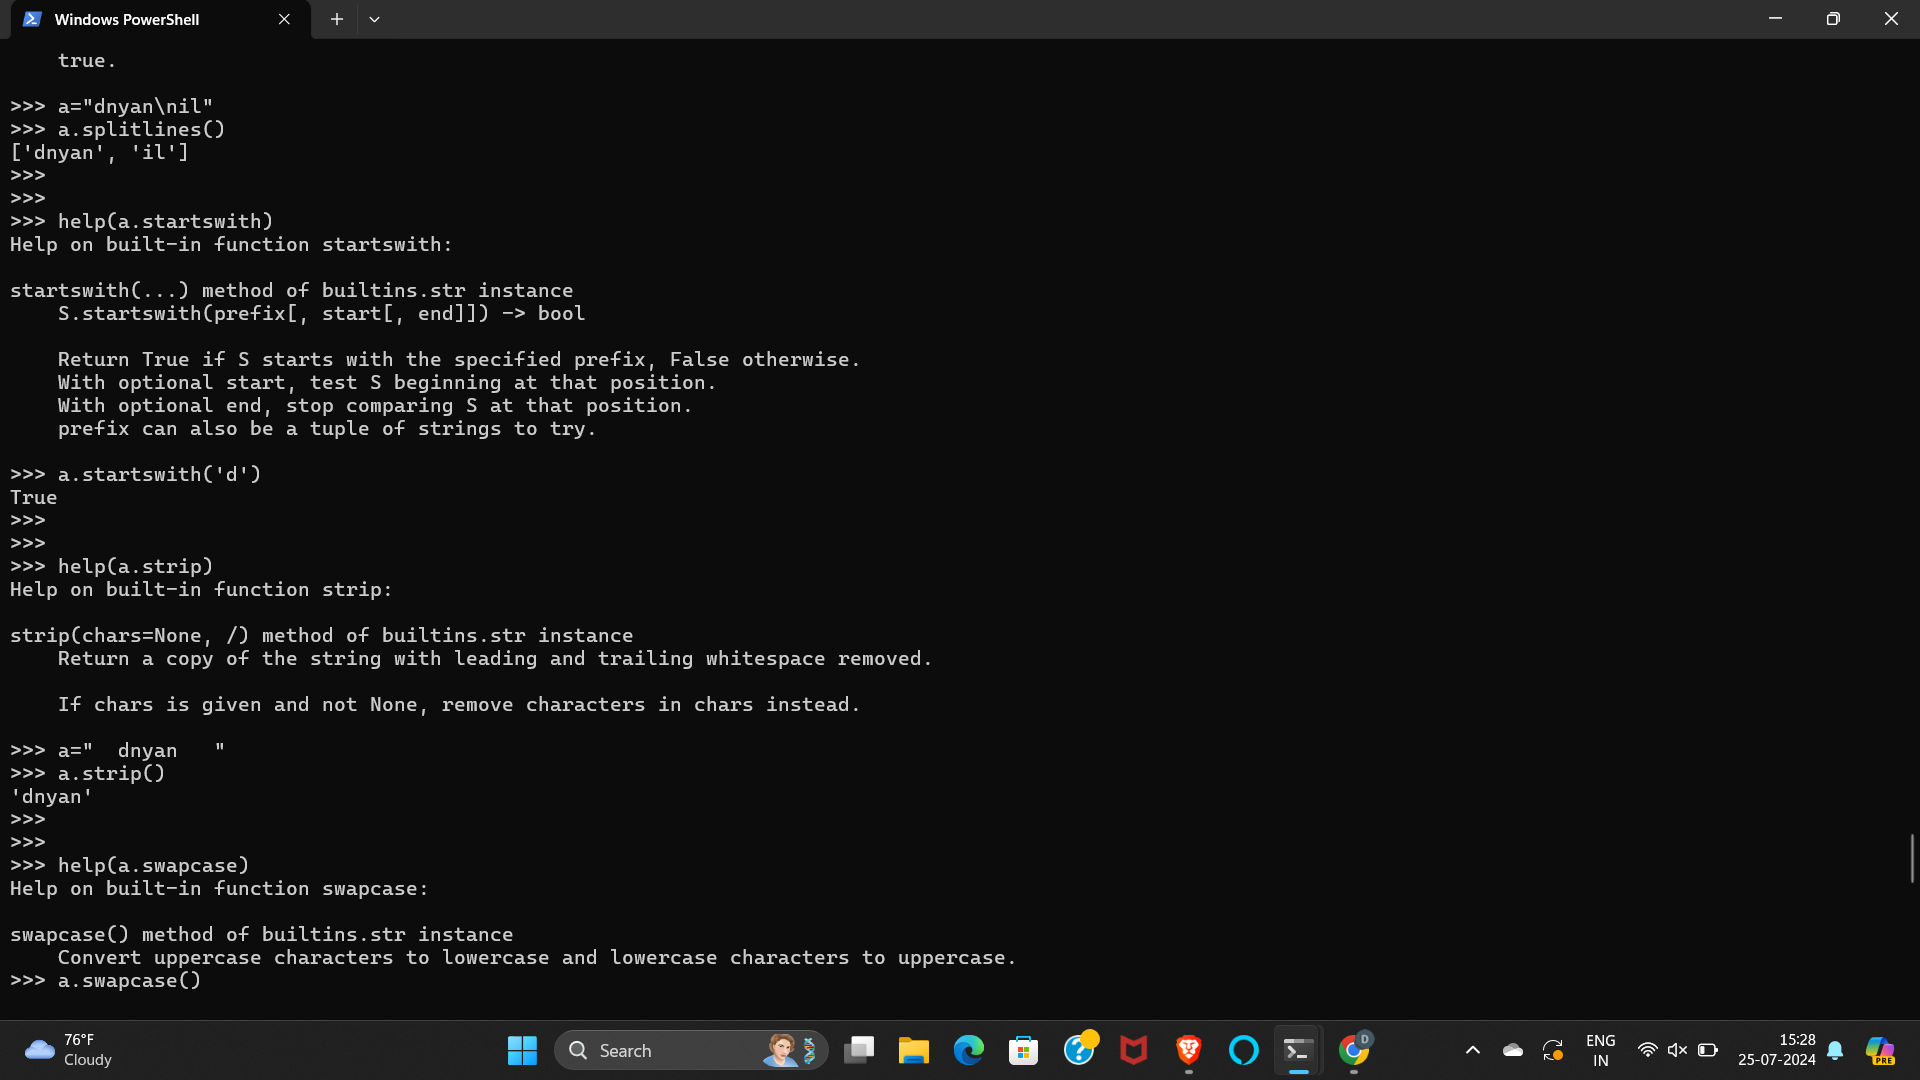 Windows PowerShell
    true.

>>> a="dnyan\nil"
>>> a.splitlines()
['dnyan', 'il']
>>>
>>>
>>> help(a.startswith)
Help on built-in function startswith:

startswith(...) method of builtins.str instance
    S.startswith(prefix[, start[, end]]) -> bool

    Return True if S starts with the specified prefix, False otherwise.
    With optional start, test S beginning at that position.
    With optional end, stop comparing S at that position.
    prefix can also be a tuple of strings to try.

>>> a.startswith('d')
True
>>>
>>>
>>> help(a.strip)
Help on built-in function strip:

strip(chars=None, /) method of builtins.str instance
    Return a copy of the string with leading and trailing whitespace removed.

    If chars is given and not None, remove characters in chars instead.

>>> a="  dnyan   "
>>> a.strip()
'dnyan'
>>>
>>>
>>> help(a.swapcase)
Help on built-in function swapcase:

swapcase() method of builtins.str instance
    Convert uppercase characters to lowercase and lowercase characters to uppercase.
>>> a.swapcase()
76°F
Cloudy
Search
D
ENG
IN
15:28
25-07-2024
PRE